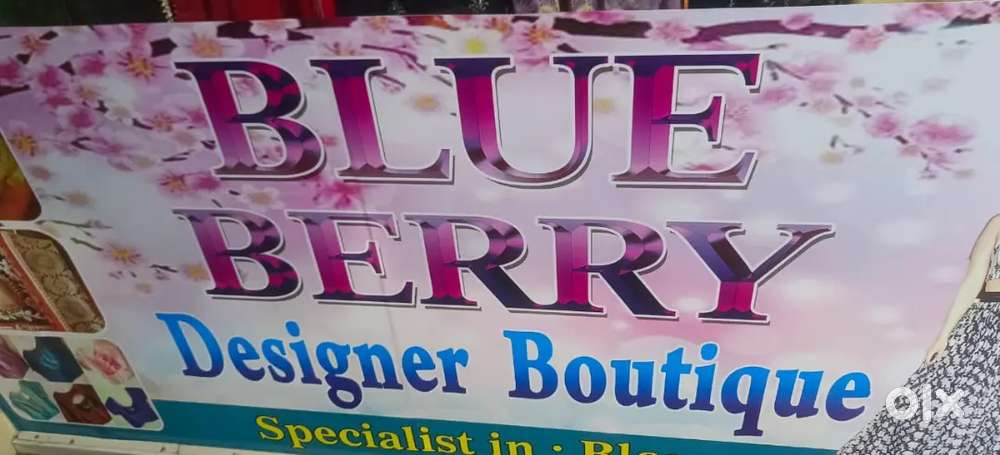 BLUE
BERRY
Designer Boutique
Specialist in :
olx